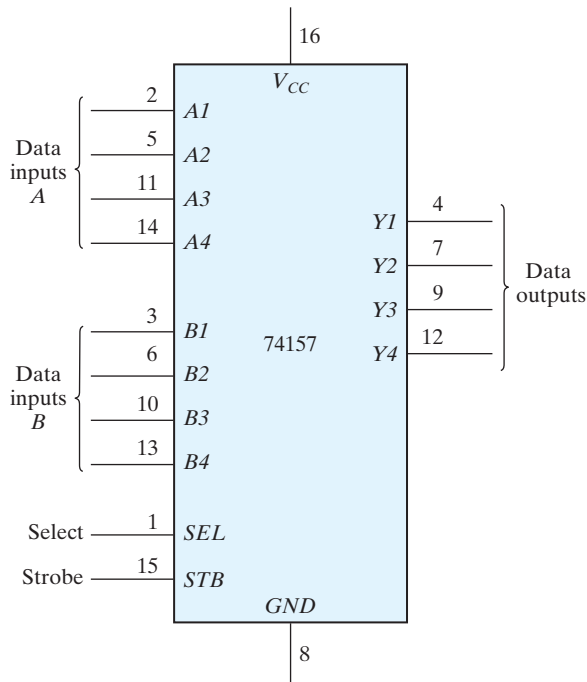 16
V_CC
2
A1
Data
inputs
A
5
A2
11
A3
14
A4
4
Y1
7
Y2
Data
outputs
9
Y3
12
Y4
3
B1
74157
6
B2
Data
inputs
B
10
B3
13
B4
Select
1
SEL
Strobe
15
STB
GND
8